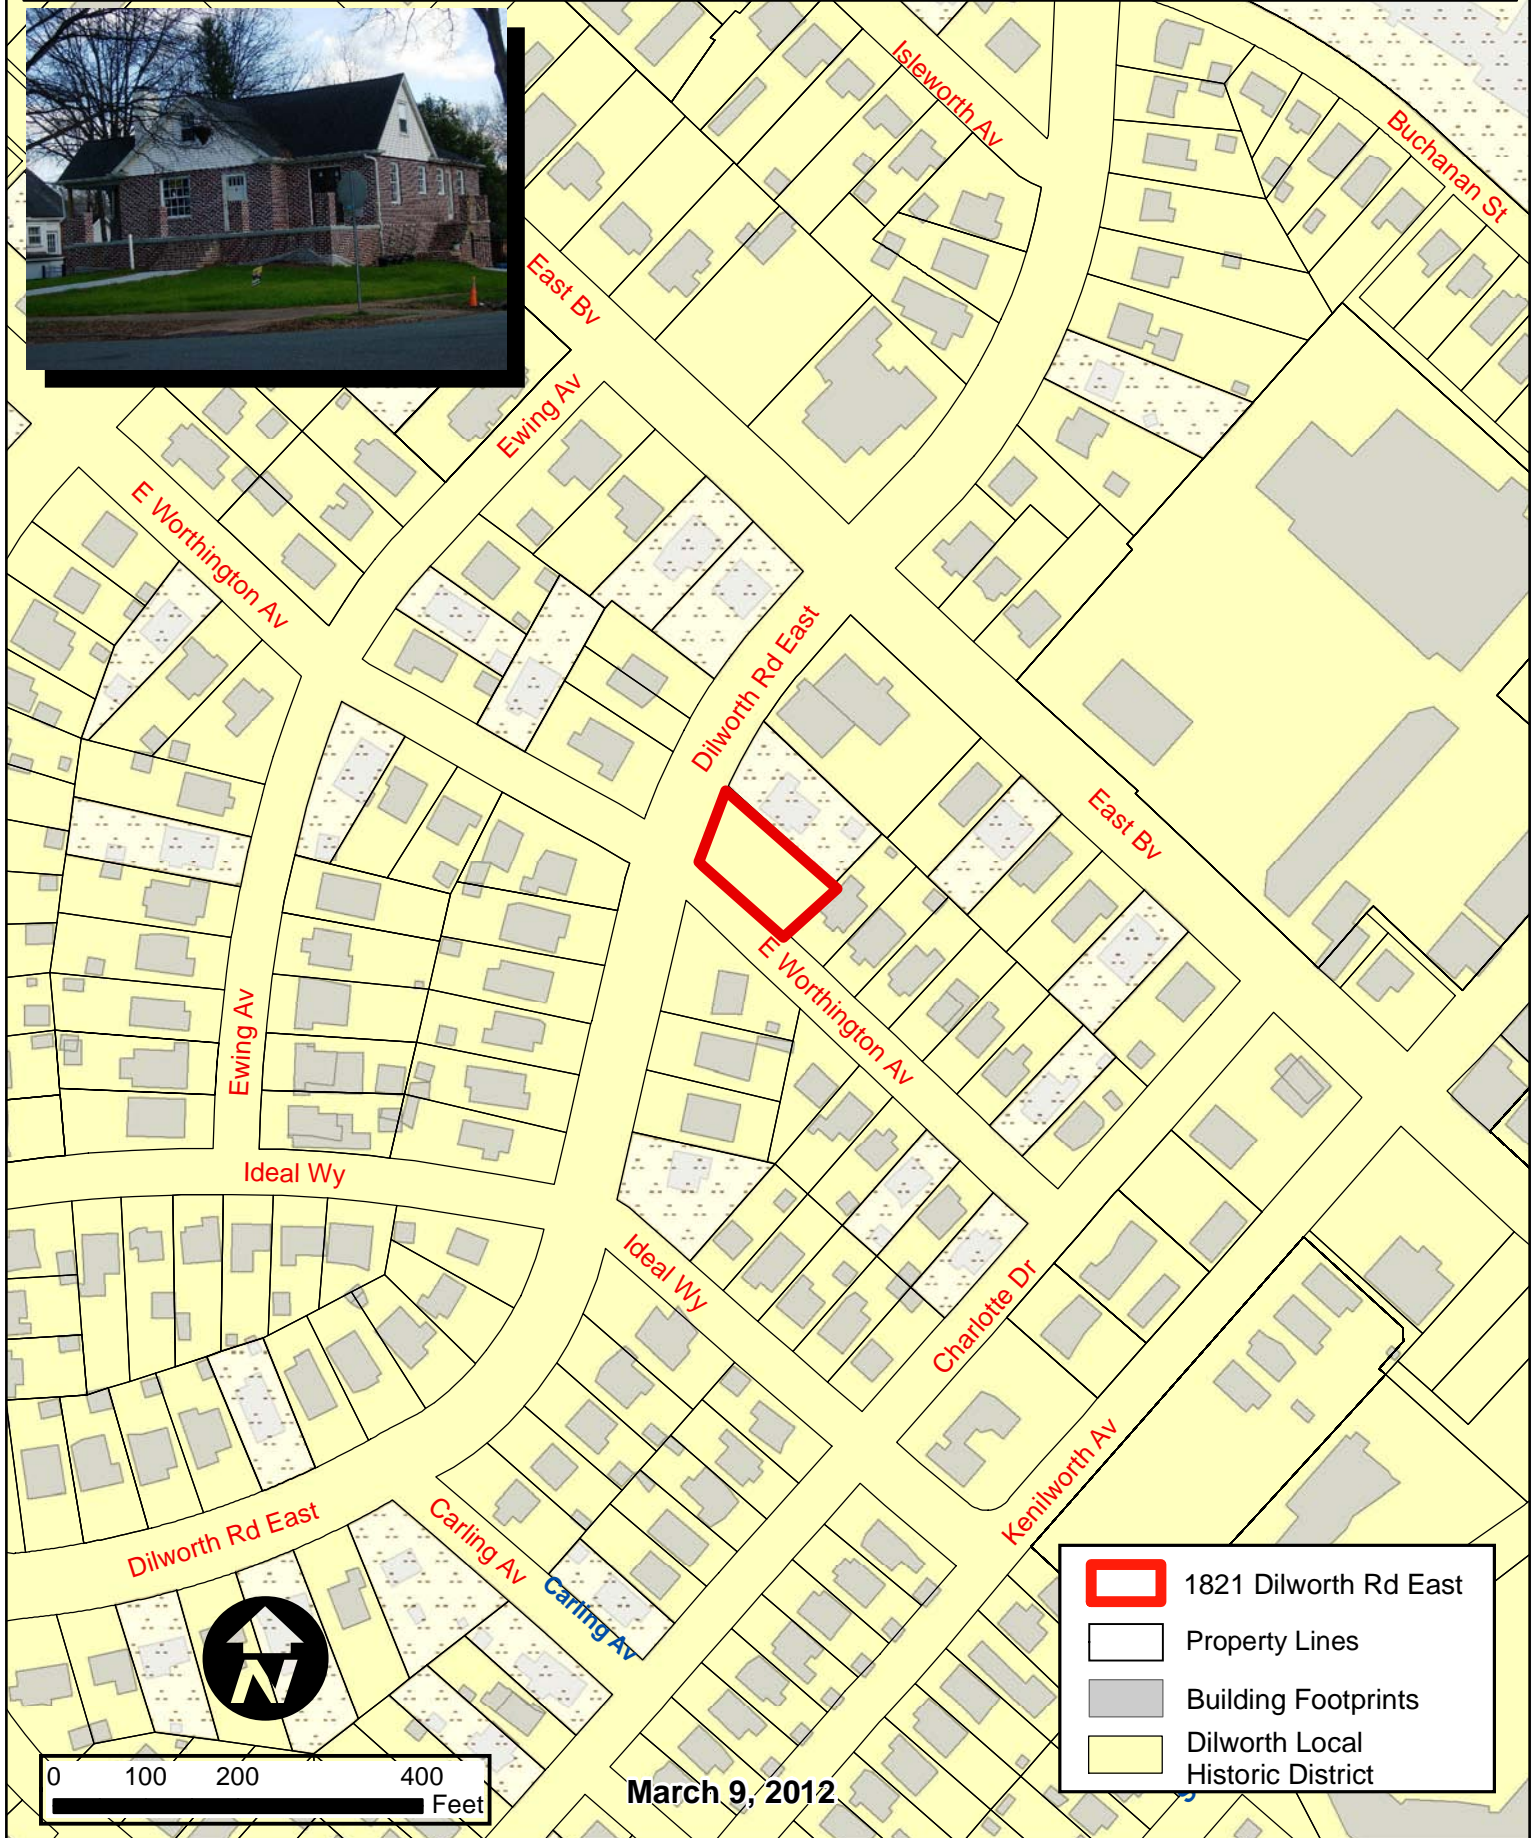 Isleworth Av
Buchanan St
East Bv
Ewing Av
E Worthington Av
Dilworth Rd East
East Bv
E Worthington Av
Ewing Av
Ideal Wy
Ideal Wy
Charlotte Dr
Kenilworth Av
Dilworth Rd East
Carling Av
Carling Av
N
1821 Dilworth Rd East
Property Lines
Building Footprints
Dilworth Local
Historic District
0 100 200 400
Feet
March 9, 2012